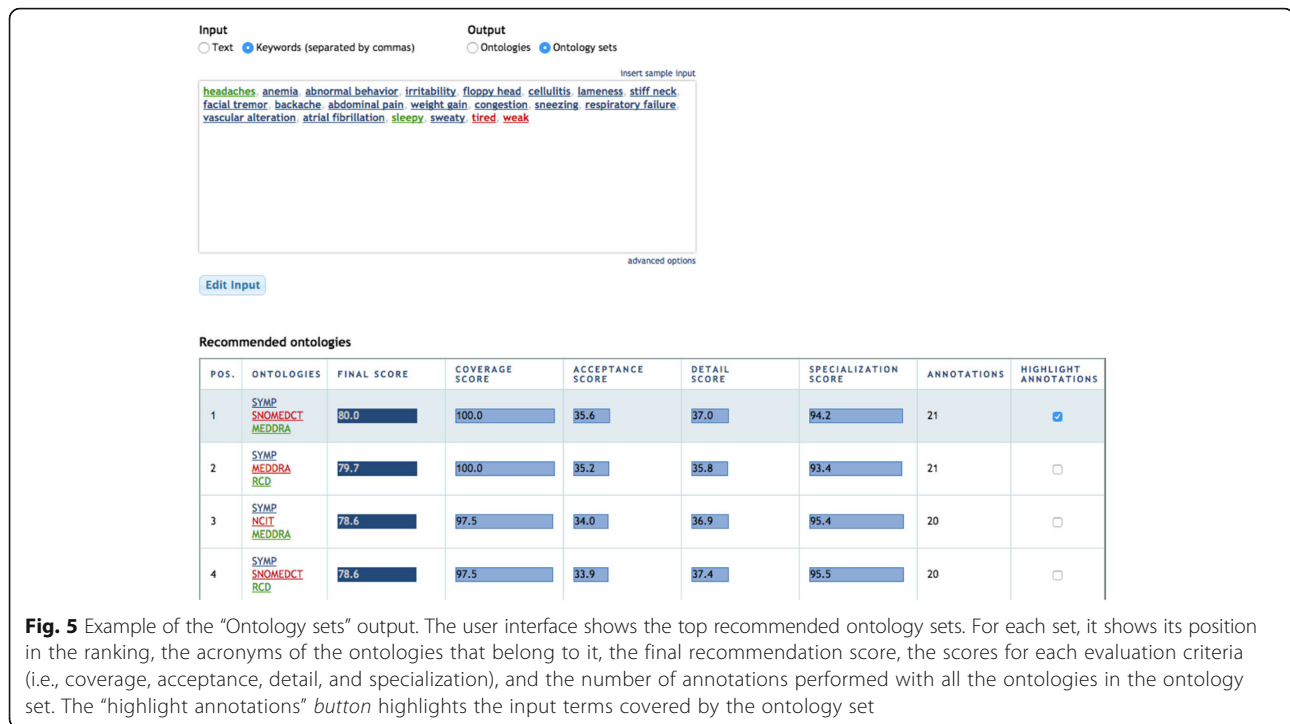 Input
Output
Text Keywords (separated by commas)
Ontologies Ontology sets
insert sample input
headaches, anemia, abnormal behavior, irritability, floppy head, cellulitis, lameness, stiff neck,
facial tremor, backache, abdominal pain, weight gain, congestion, sneezing, respiratory failure,
vascular alteration, atrial fibrillation, sleepy, sweaty, tired, weak
advanced options
Edit Input
Recommended ontologies
POS. ONTOLOGIES FINAL SCORE COVERAGE SCORE ACCEPTANCE SCORE DETAIL SCORE SPECIALIZATION SCORE ANNOTATIONS HIGHLIGHT ANNOTATIONS
1 SYMP SNOMEDCT MEDDRA 80.0 100.0 35.6 37.0 94.2 21
2 SYMP MEDDRA RCD 79.7 100.0 35.2 35.8 93.4 21
3 SYMP NCIT MEDDRA 78.6 97.5 34.0 36.9 95.4 20
4 SYMP SNOMEDCT RCD 78.6 97.5 33.9 37.4 95.5 20
Fig. 5 Example of the “Ontology sets” output. The user interface shows the top recommended ontology sets. For each set, it shows its position
in the ranking, the acronyms of the ontologies that belong to it, the final recommendation score, the scores for each evaluation criteria
(i.e., coverage, acceptance, detail, and specialization), and the number of annotations performed with all the ontologies in the ontology
set. The “highlight annotations” button highlights the input terms covered by the ontology set